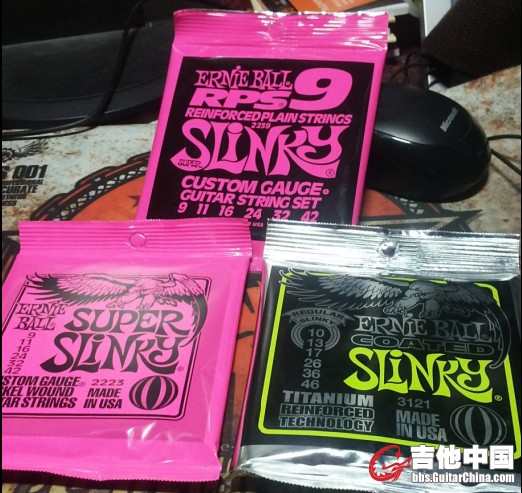 ERNIE BALL
RPS9
REINFORCED PLAIN STRINGS
2239
SUPER
SLINKY
CUSTOM GAUGE®
GUITAR STRING SET
9 11 16 24 32 42
ERNIE
BALL
SUPER
SLINKY
9
11
16
24
32
42
CUSTOM GAUGE® 2223
NICKEL WOUND
GUITAR STRINGS
MADE
IN USA
REGULAR
SLINKY
10
13
17
26
36
46
ERNIE BALL
COATED
SLINKY
3121
TITANIUM
REINFORCED
TECHNOLOGY
MADE
IN USA
Microsoft
001
吉他中国
bbs.GuitarChina.com